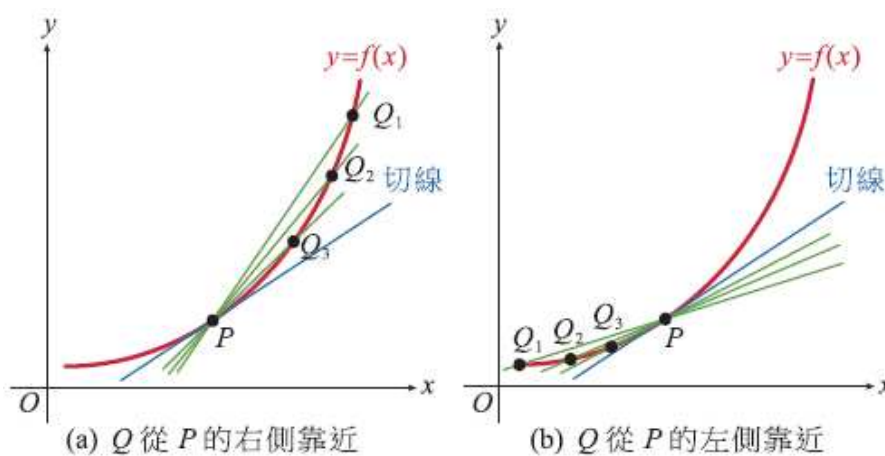 y
y=f(x)
Q₁
Q₂
切線
Q₃
P
O
x
(a) Q 從 P 的右側靠近
y
y=f(x)
切線
Q₁
Q₂
Q₃
P
O
x
(b) Q 從 P 的左側靠近